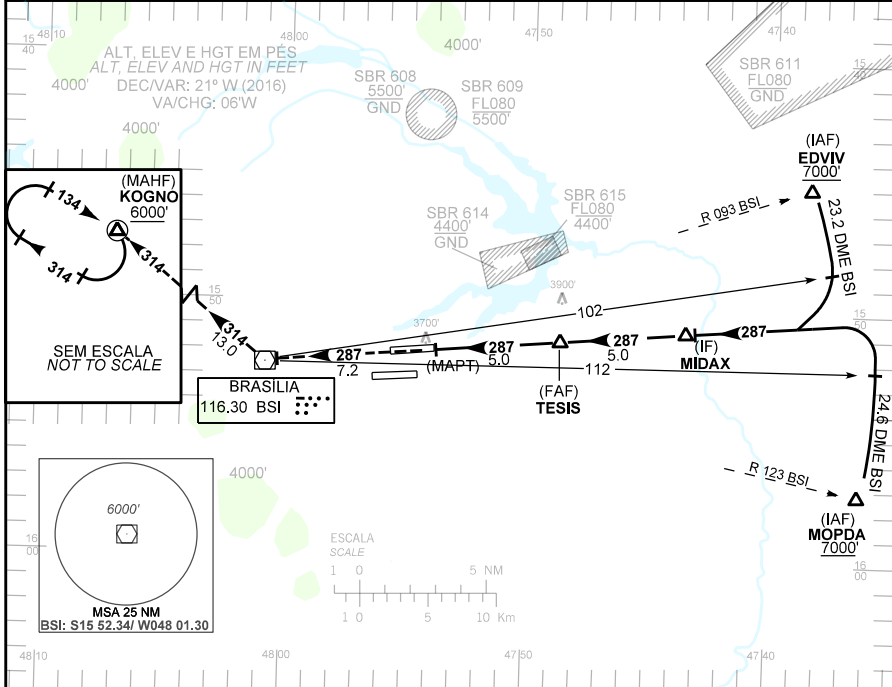 48 10
48 00
47 50
47 40
15 40
ALT, ELEV E HGT EM PÉS
ALT, ELEV AND HGT IN FEET
DEC/VAR: 21º W (2016)
VA/CHG: 06'W
4000'
4000'
4000'
SBR 608
5500'
GND
SBR 609
FL080
5500'
SBR 611
FL080
GND
15 40
(IAF)
EDVIV
7000'
R 093 BSI
23.2 DME BSI
(MAHF)
KOGNO
6000'
134
314
314
SEM ESCALA
NOT TO SCALE
SBR 614
4400'
GND
SBR 615
FL080
4400'
15 50
15 50
3900'
3700'
314
13.0
102
287
7.2
(MAPT)
287
5.0
287
5.0
(IF)
MIDAX
287
112
(FAF)
TESIS
BRASÍLIA
116.30 BSI
24.6 DME BSI
R 123 BSI
(IAF)
MOPDA
7000'
4000'
6000'
MSA 25 NM
BSI: S15 52.34/ W048 01.30
16 00
ESCALA
SCALE
1 0 5 NM
1 0 5 10 Km
16 00
48 10
48 00
47 50
47 40